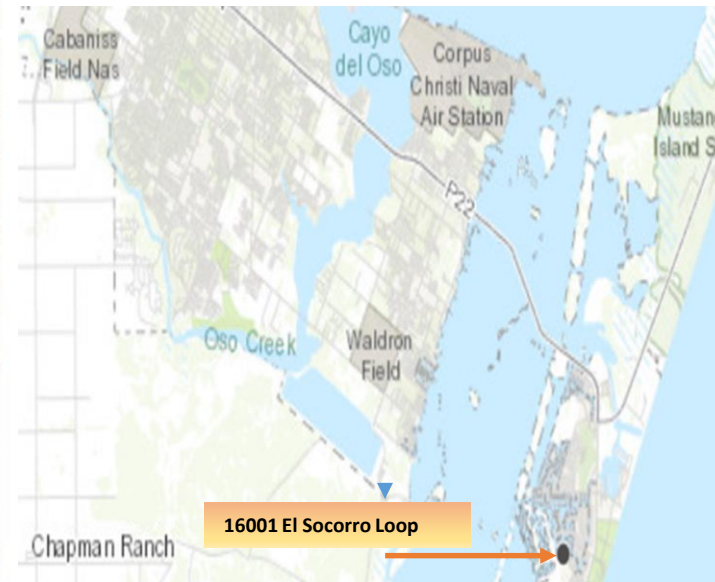 Cabaniss
Field Nas
Cayo
del Oso
Corpus
Christi Naval
Air Station
Mustang
Island S
P22
Oso Creek
Waldron
Field
16001 El Socorro Loop
Chapman Ranch